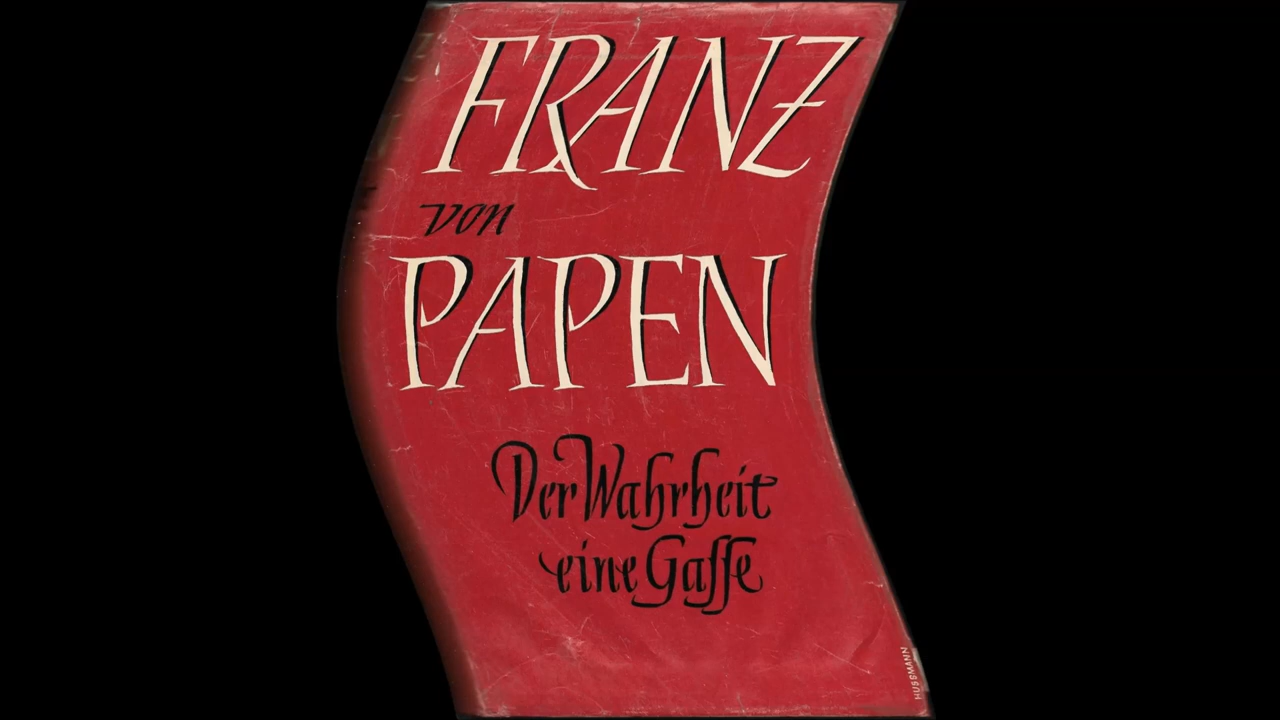 FRANZ
von
PAPEN
Der Wahrheit
eine Gaſſe
HUSSMANN